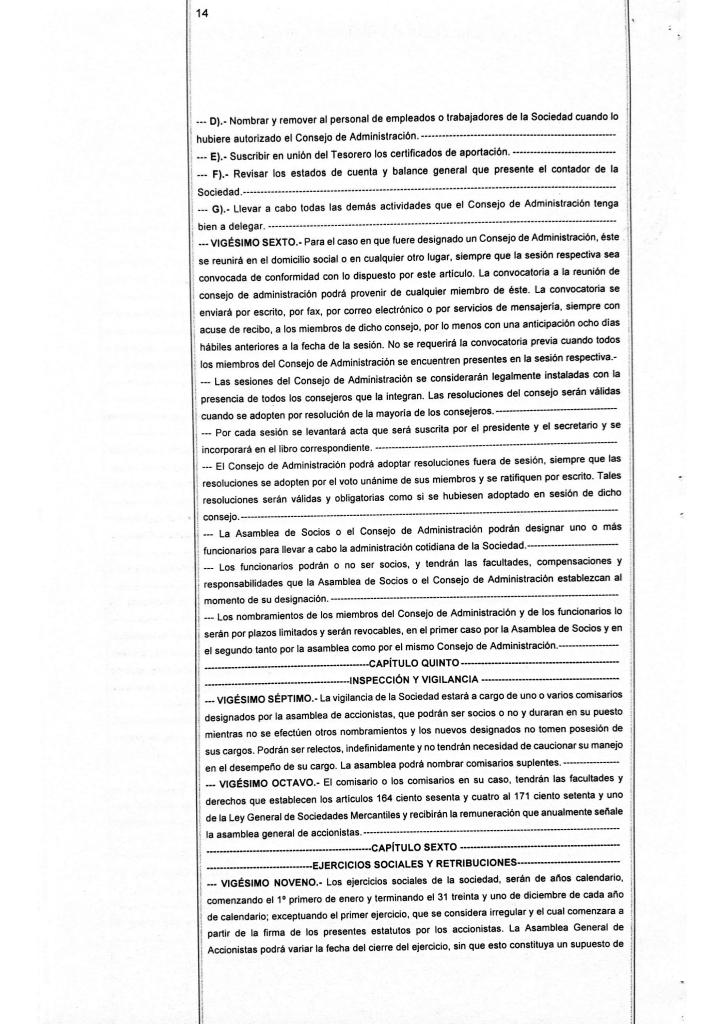 14
--- D).- Nombrar y remover al personal de empleados o trabajadores de la Sociedad cuando lo
hubiere autorizado el Consejo de Administración.------------------------------------------------
--- E).- Suscribir en unión del Tesorero los certificados de aportación. --------------------------
--- F).- Revisar los estados de cuenta y balance general que presente el contador de la
Sociedad.------------------------------------------------------------------------------------------
--- G).- Llevar a cabo todas las demás actividades que el Consejo de Administración tenga
bien a delegar. -----------------------------------------------------------------------------------
--- VIGÉSIMO SEXTO.- Para el caso en que fuere designado un Consejo de Administración, éste
se reunirá en el domicilio social o en cualquier otro lugar, siempre que la sesión respectiva sea
convocada de conformidad con lo dispuesto por este artículo. La convocatoria a la reunión de
consejo de administración podrá provenir de cualquier miembro de éste. La convocatoria se
enviará por escrito, por fax, por correo electrónico o por servicios de mensajería, siempre con
acuse de recibo, a los miembros de dicho consejo, por lo menos con una anticipación ocho días
hábiles anteriores a la fecha de la sesión. No se requerirá la convocatoria previa cuando todos
los miembros del Consejo de Administración se encuentren presentes en la sesión respectiva.-
--- Las sesiones del Consejo de Administración se considerarán legalmente instaladas con la
presencia de todos los consejeros que la integran. Las resoluciones del consejo serán válidas
cuando se adopten por resolución de la mayoría de los consejeros.------------------------------
--- Por cada sesión se levantará acta que será suscrita por el presidente y el secretario y se
incorporará en el libro correspondiente. ------------------------------------------------------------
--- El Consejo de Administración podrá adoptar resoluciones fuera de sesión, siempre que las
resoluciones se adopten por el voto unánime de sus miembros y se ratifiquen por escrito. Tales
resoluciones serán válidas y obligatorias como si se hubiesen adoptado en sesión de dicho
consejo.--------------------------------------------------------------------------------------------
--- La Asamblea de Socios o el Consejo de Administración podrán designar uno o más
funcionarios para llevar a cabo la administración cotidiana de la Sociedad.-----------------------
--- Los funcionarios podrán o no ser socios, y tendrán las facultades, compensaciones y
responsabilidades que la Asamblea de Socios o el Consejo de Administración establezcan al
momento de su designación. ------------------------------------------------------------------------
--- Los nombramientos de los miembros del Consejo de Administración y de los funcionarios lo
serán por plazos limitados y serán revocables, en el primer caso por la Asamblea de Socios y en
el segundo tanto por la asamblea como por el mismo Consejo de Administración.---------------
-----------------------------------------CAPÍTULO QUINTO----------------------------------------
------------------------------------INSPECCIÓN Y VIGILANCIA -----------------------------------
--- VIGÉSIMO SÉPTIMO.- La vigilancia de la Sociedad estará a cargo de uno o varios comisarios
designados por la asamblea de accionistas, que podrán ser socios o no y duraran en su puesto
mientras no se efectúen otros nombramientos y los nuevos designados no tomen posesión de
sus cargos. Podrán ser relectos, indefinidamente y no tendrán necesidad de caucionar su manejo
en el desempeño de su cargo. La asamblea podrá nombrar comisarios suplentes. --------------
--- VIGÉSIMO OCTAVO.- El comisario o los comisarios en su caso, tendrán las facultades y
derechos que establecen los artículos 164 ciento sesenta y cuatro al 171 ciento setenta y uno
de la Ley General de Sociedades Mercantiles y recibirán la remuneración que anualmente señale
la asamblea general de accionistas.----------------------------------------------------------------
-----------------------------------------CAPÍTULO SEXTO ----------------------------------------
--------------------------EJERCICIOS SOCIALES Y RETRIBUCIONES--------------------------
--- VIGÉSIMO NOVENO.- Los ejercicios sociales de la sociedad, serán de años calendario,
comenzando el 1º primero de enero y terminando el 31 treinta y uno de diciembre de cada año
de calendario; exceptuando el primer ejercicio, que se considera irregular y el cual comenzara a
partir de la firma de los presentes estatutos por los accionistas. La Asamblea General de
Accionistas podrá variar la fecha del cierre del ejercicio, sin que esto constituya un supuesto de